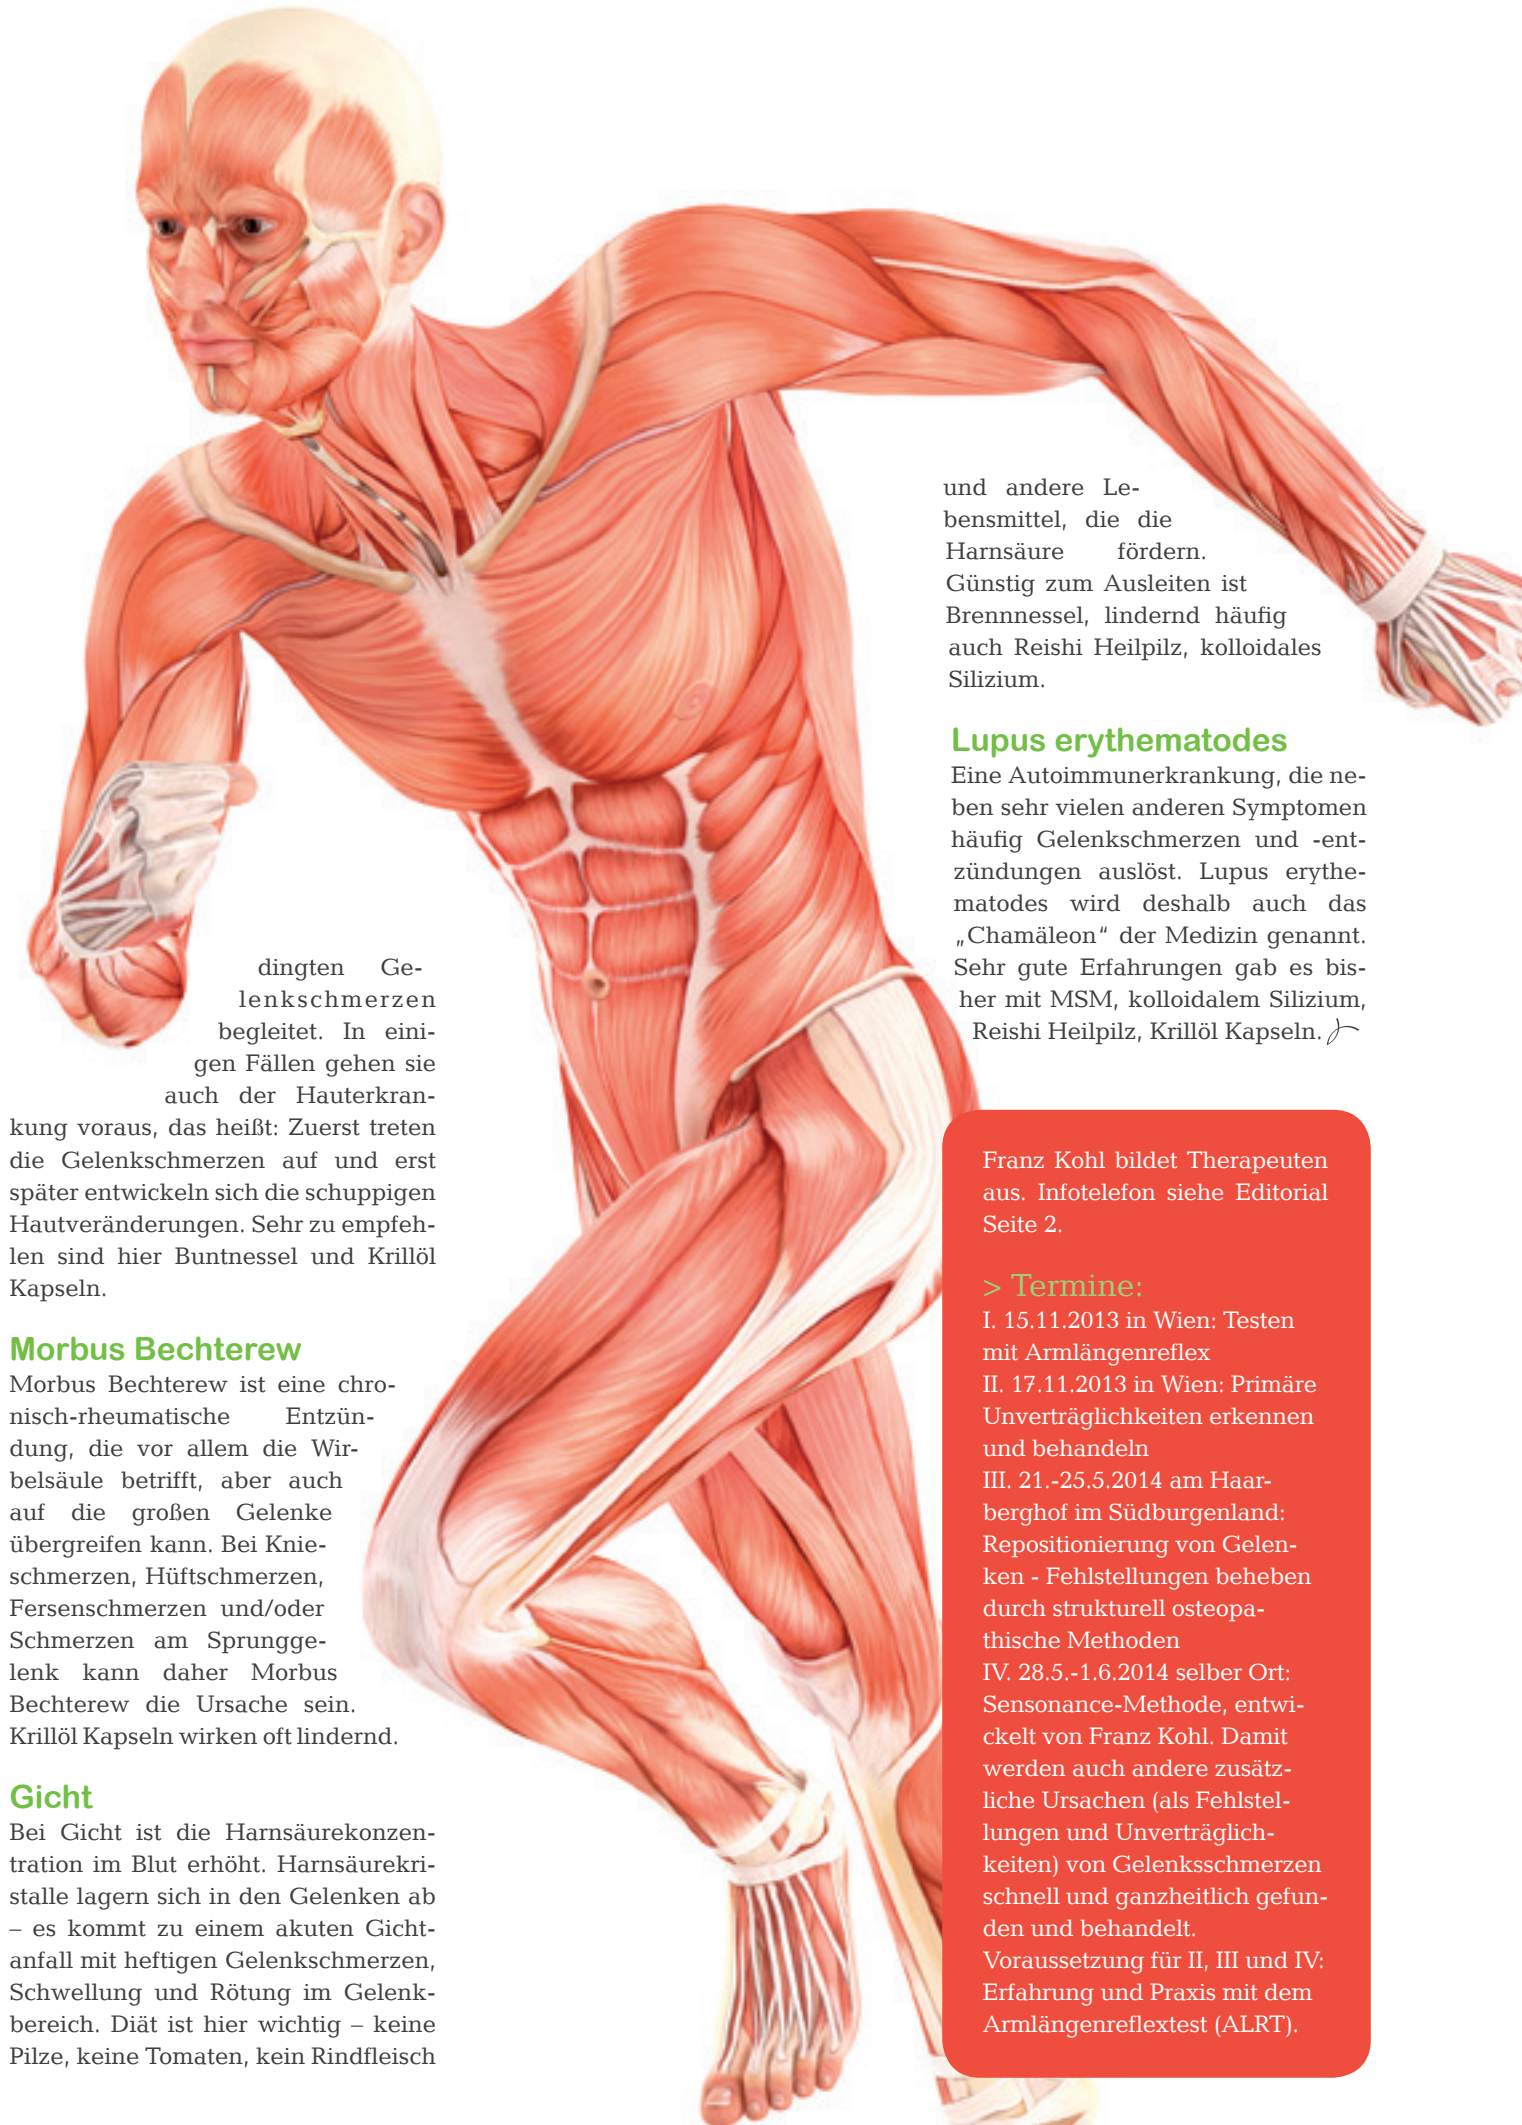 dingten Ge-
lenkschmerzen
begleitet. In eini-
gen Fällen gehen sie
auch der Hauterkran-
kung voraus, das heißt: Zuerst treten
die Gelenkschmerzen auf und erst
später entwickeln sich die schuppigen
Hautveränderungen. Sehr zu empfeh-
len sind hier Buntnessel und Krillöl
Kapseln.
Morbus Bechterew
Morbus Bechterew ist eine chro-
nisch-rheumatische Entzün-
dung, die vor allem die Wir-
belsäule betrifft, aber auch
auf die großen Gelenke
übergreifen kann. Bei Knie-
schmerzen, Hüftschmerzen,
Fersenschmerzen und/oder
Schmerzen am Sprungge-
lenk kann daher Morbus
Bechterew die Ursache sein.
Krillöl Kapseln wirken oft lindernd.
Gicht
Bei Gicht ist die Harnsäurekonzen-
tration im Blut erhöht. Harnsäurekri-
stalle lagern sich in den Gelenken ab
– es kommt zu einem akuten Gicht-
anfall mit heftigen Gelenkschmerzen,
Schwellung und Rötung im Gelenk-
bereich. Diät ist hier wichtig – keine
Pilze, keine Tomaten, kein Rindfleisch
und andere Le-
bensmittel, die die
Harnsäure fördern.
Günstig zum Ausleiten ist
Brennnessel, lindernd häufig
auch Reishi Heilpilz, kolloidales
Silizium.
Lupus erythematodes
Eine Autoimmunerkrankung, die ne-
ben sehr vielen anderen Symptomen
häufig Gelenkschmerzen und -ent-
zündungen auslöst. Lupus erythe-
matodes wird deshalb auch das
„Chamäleon“ der Medizin genannt.
Sehr gute Erfahrungen gab es bis-
her mit MSM, kolloidalem Silizium,
Reishi Heilpilz, Krillöl Kapseln.
Franz Kohl bildet Therapeuten
aus. Infotelefon siehe Editorial
Seite 2.
> Termine:
I. 15.11.2013 in Wien: Testen
mit Armlängenreflex
II. 17.11.2013 in Wien: Primäre
Unverträglichkeiten erkennen
und behandeln
III. 21.-25.5.2014 am Haar-
berghof im Südburgenland:
Repositionierung von Gelen-
ken - Fehlstellungen beheben
durch strukturell osteopa-
thische Methoden
IV. 28.5.-1.6.2014 selber Ort:
Sensonance-Methode, entwi-
ckelt von Franz Kohl. Damit
werden auch andere zusätz-
liche Ursachen (als Fehlstel-
lungen und Unverträglich-
keiten) von Gelenksschmerzen
schnell und ganzheitlich gefun-
den und behandelt.
Voraussetzung für II, III und IV:
Erfahrung und Praxis mit dem
Armlängenreflextest (ALRT).